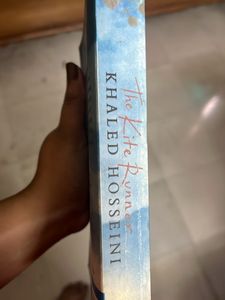 The Kite Runner
KHALED HOSSEINI